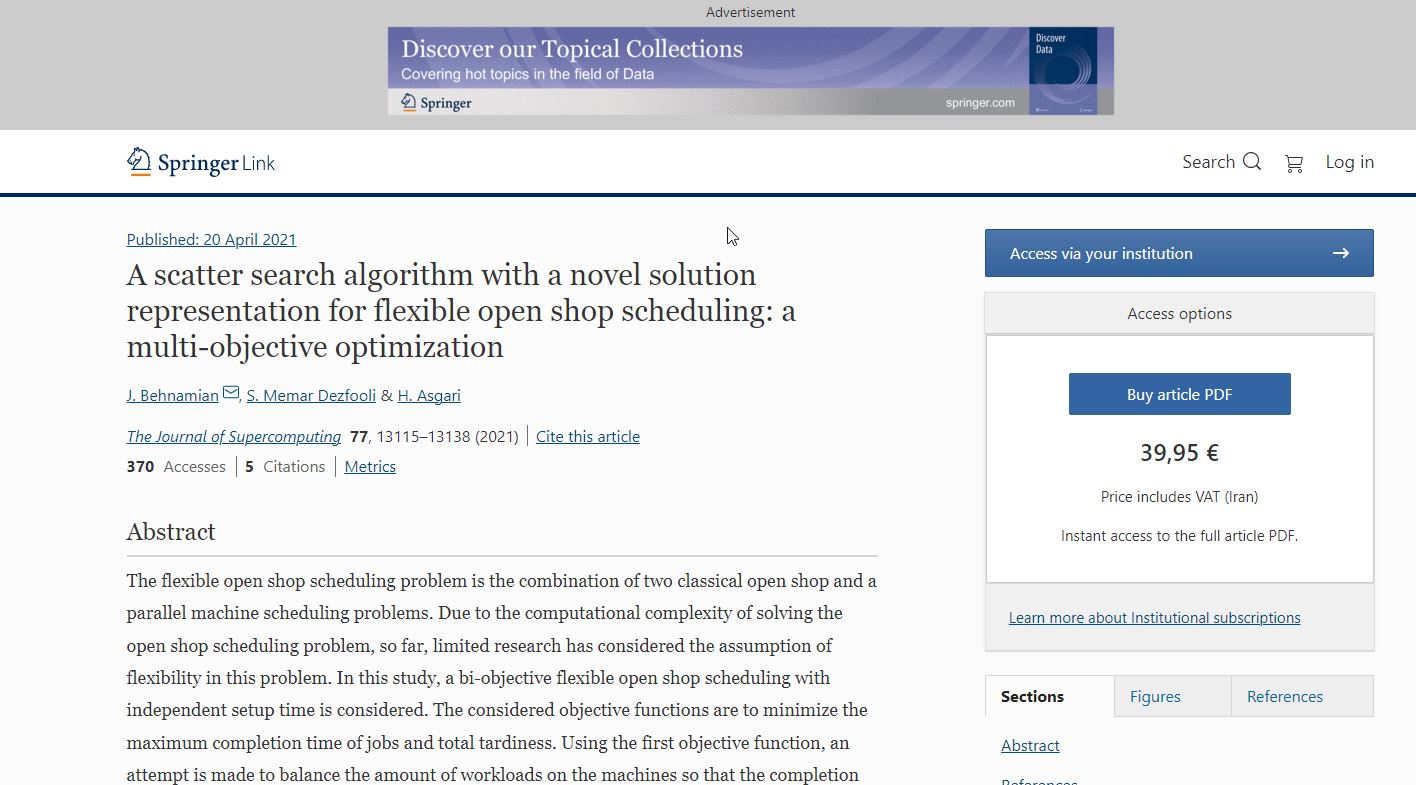 Advertisement
Discover our Topical Collections
Covering hot topics in the field of Data
Springer
springer.com
Discover
Data
Springer Link
Search
Log in
Published: 20 April 2021
A scatter search algorithm with a novel solution
representation for flexible open shop scheduling: a
multi-objective optimization
J. Behnamian, S. Memar Dezfooli & H. Asgari
The Journal of Supercomputing 77, 13115–13138 (2021) Cite this article
370 Accesses 5 Citations Metrics
Abstract
The flexible open shop scheduling problem is the combination of two classical open shop and a
parallel machine scheduling problems. Due to the computational complexity of solving the
open shop scheduling problem, so far, limited research has considered the assumption of
flexibility in this problem. In this study, a bi-objective flexible open shop scheduling with
independent setup time is considered. The considered objective functions are to minimize the
maximum completion time of jobs and total tardiness. Using the first objective function, an
attempt is made to balance the amount of workloads on the machines so that the completion
Access via your institution
Access options
Buy article PDF
39,95 €
Price includes VAT (Iran)
Instant access to the full article PDF.
Learn more about Institutional subscriptions
Sections Figures References
Abstract
References